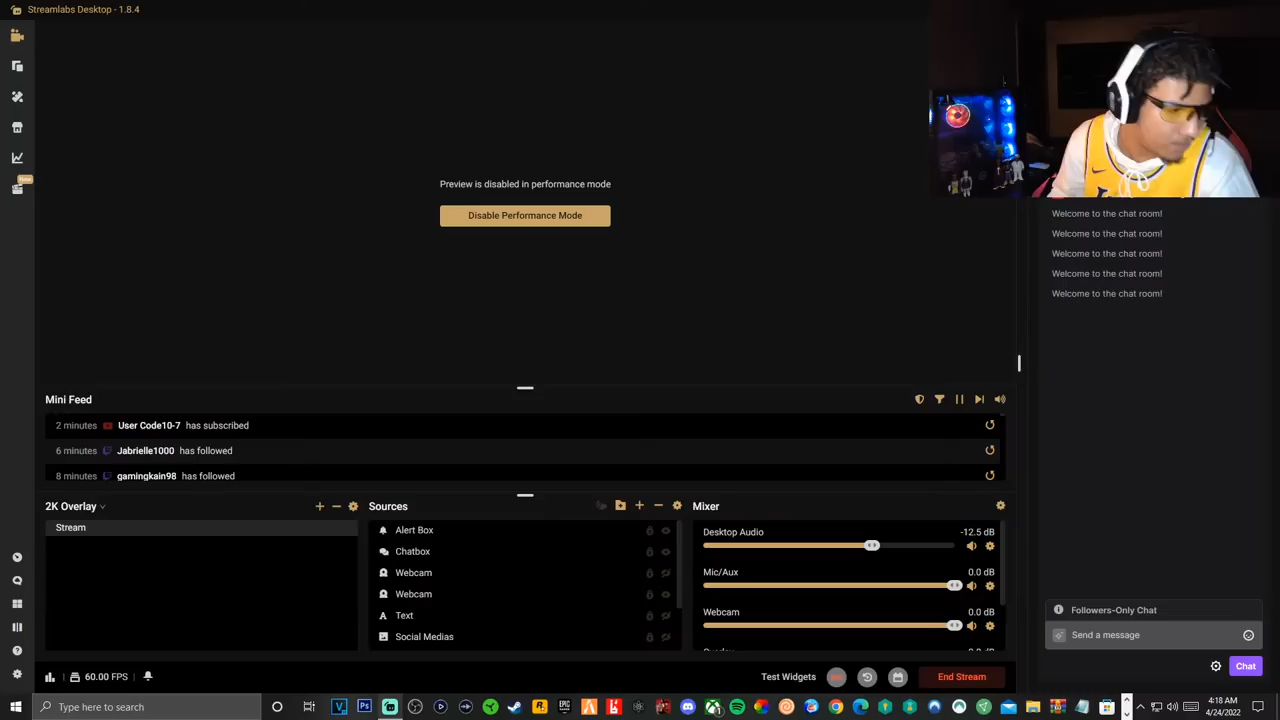 Streamlabs Desktop - 1.8.4
Preview is disabled in performance mode
Disable Performance Mode
Welcome to the chat room!
Welcome to the chat room!
Welcome to the chat room!
Welcome to the chat room!
Welcome to the chat room!
Mini Feed
2 minutes User Code10-7 has subscribed
6 minutes Jabrielle1000 has followed
8 minutes gamingkain98 has followed
2K Overlay
Stream
Sources
Alert Box
Chatbox
Webcam
Webcam
Text
Social Medias
Mixer
Desktop Audio -12.5 dB
Mic/Aux 0.0 dB
Webcam 0.0 dB
Followers-Only Chat
Send a message
Chat
60.00 FPS
Test Widgets
End Stream
Type here to search
4:18 AM
4/24/2022